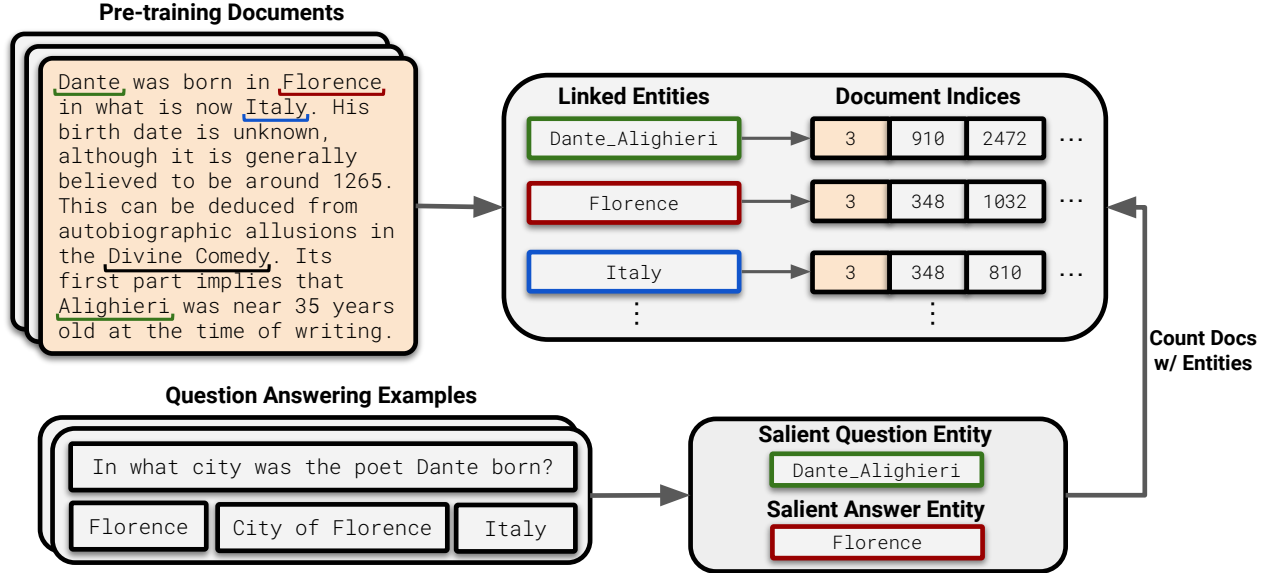 Pre-training Documents
Dante was born in Florence
in what is now Italy. His
birth date is unknown,
although it is generally
believed to be around 1265.
This can be deduced from
autobiographic allusions in
the Divine Comedy. Its
first part implies that
Alighieri was near 35 years
old at the time of writing.
Linked Entities
Document Indices
Dante_Alighieri
3 910 2472 ...
Florence
3 348 1032 ...
Italy
3 348 810 ...
Count Docs
w/ Entities
Question Answering Examples
In what city was the poet Dante born?
Florence
City of Florence
Italy
Salient Question Entity
Dante_Alighieri
Salient Answer Entity
Florence